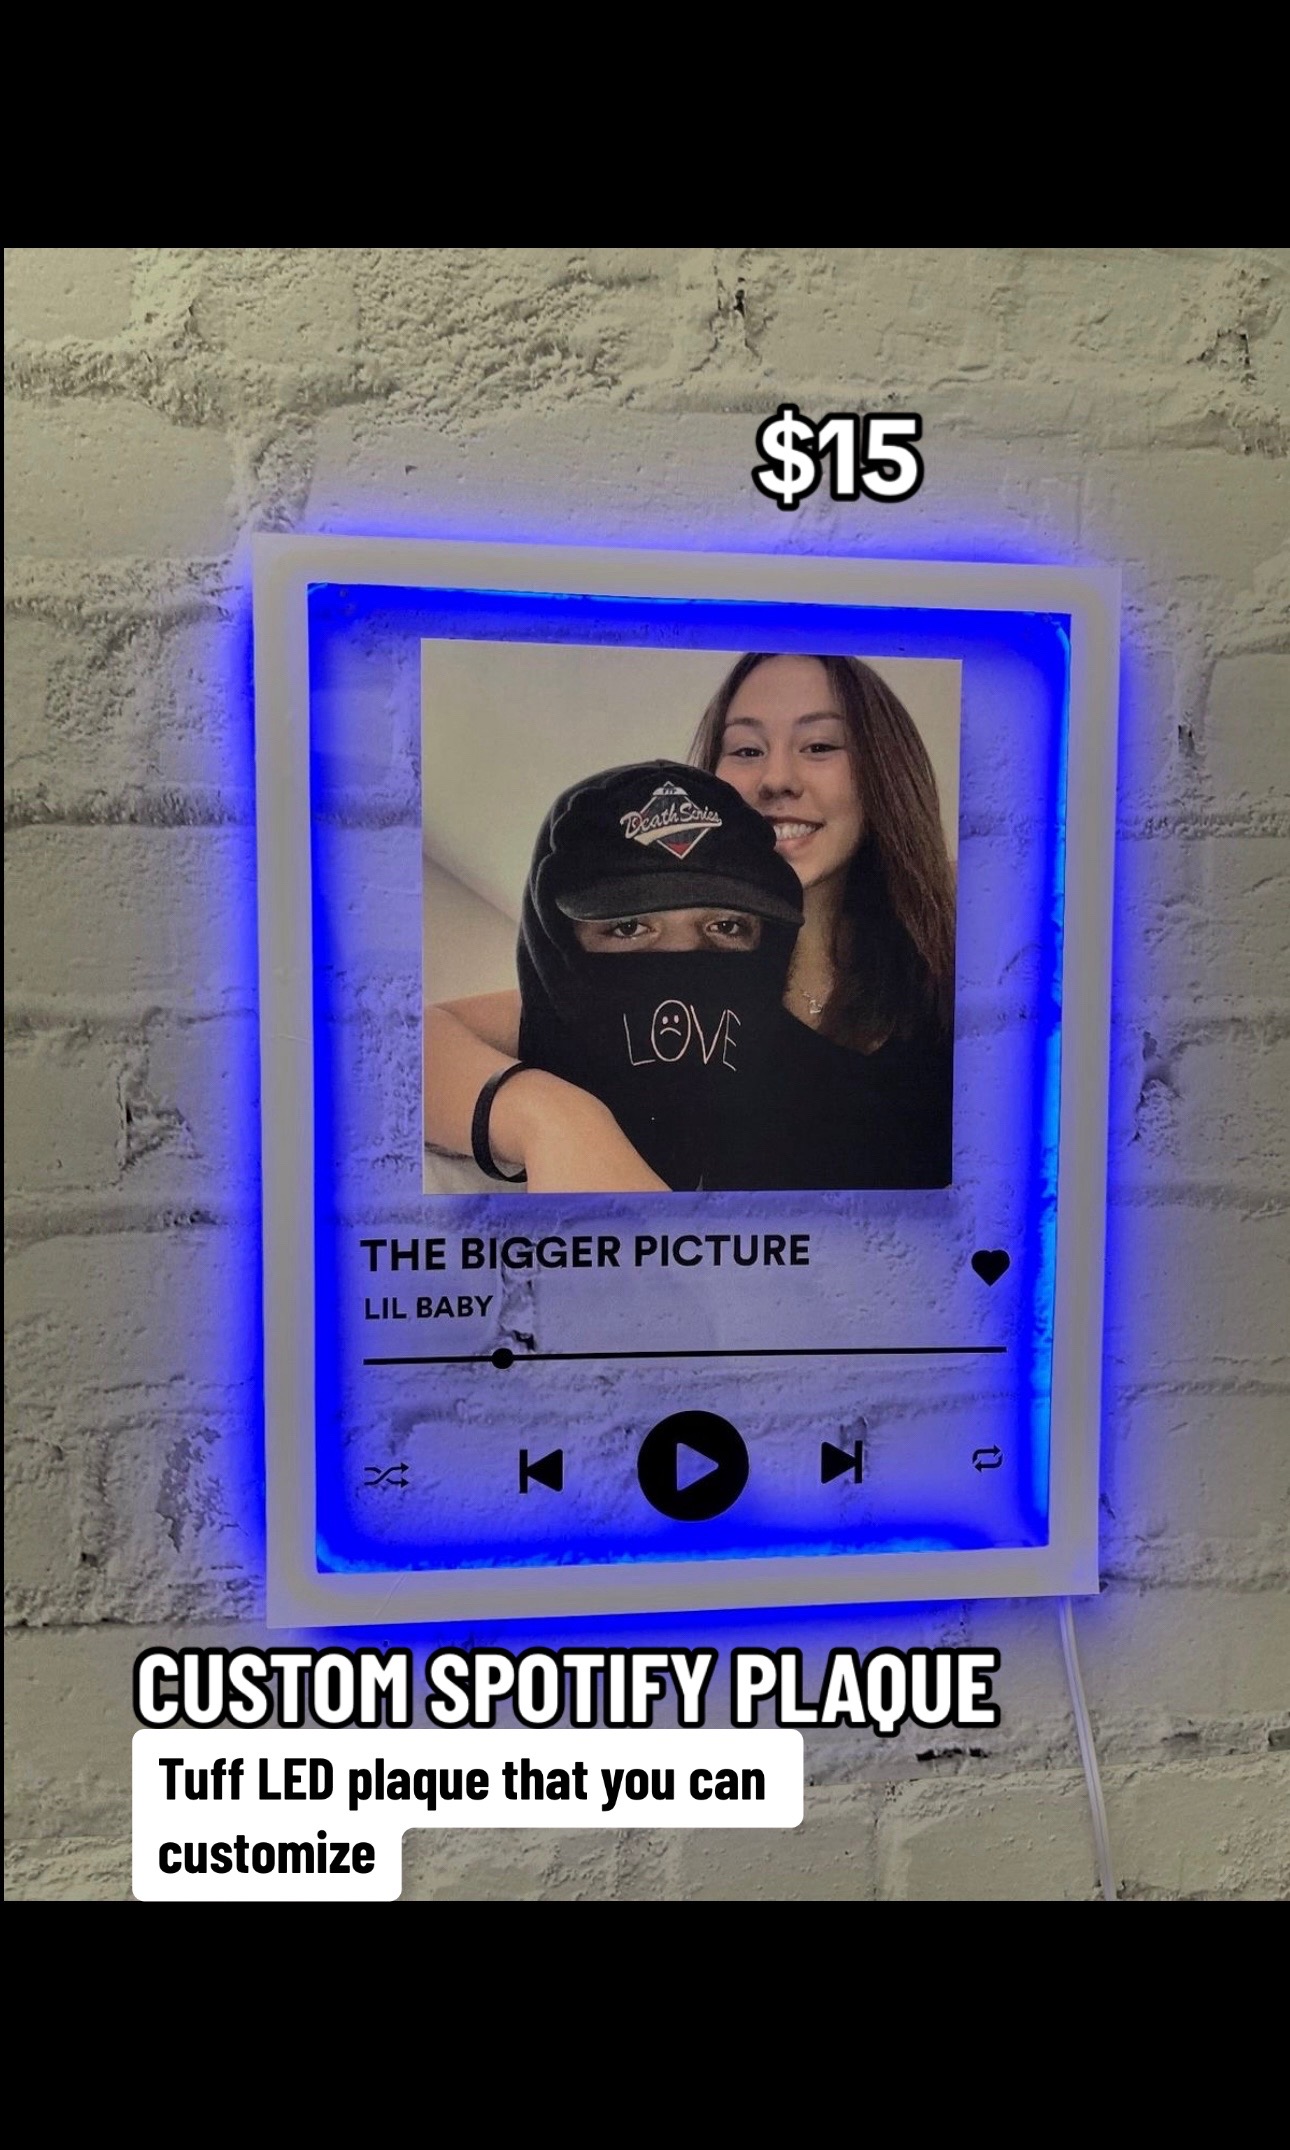 $15
Death Series
LOVE
THE BIGGER PICTURE
LIL BABY
CUSTOM SPOTIFY PLAQUE
Tuff LED plaque that you can
customize